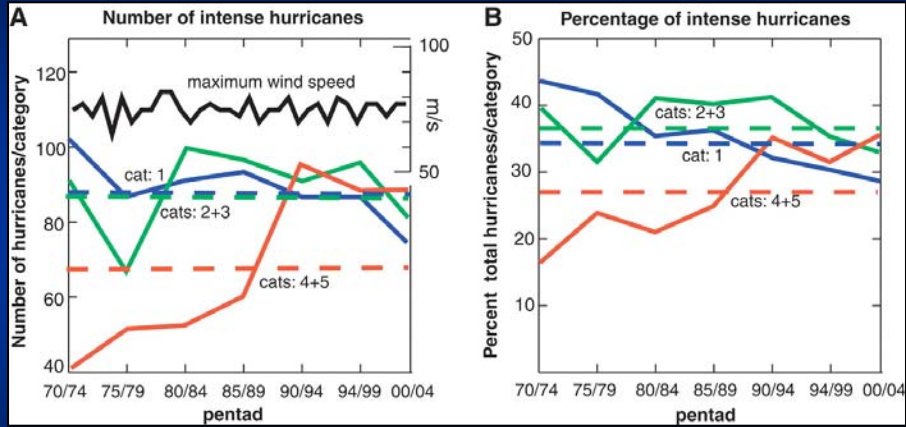 A
Number of intense hurricanes
Number of hurricanes/category
120
100
80
60
40
100
50
m/s
maximum wind speed
cat: 1
cats: 2+3
cats: 4+5
70/74 75/79 80/84 85/89 90/94 94/99 00/04
pentad
B
Percentage of intense hurricanes
Percent total hurricaness/category
50
40
30
20
10
cats: 2+3
cat: 1
cats: 4+5
70/74 75/79 80/84 85/89 90/94 94/99 00/04
pentad